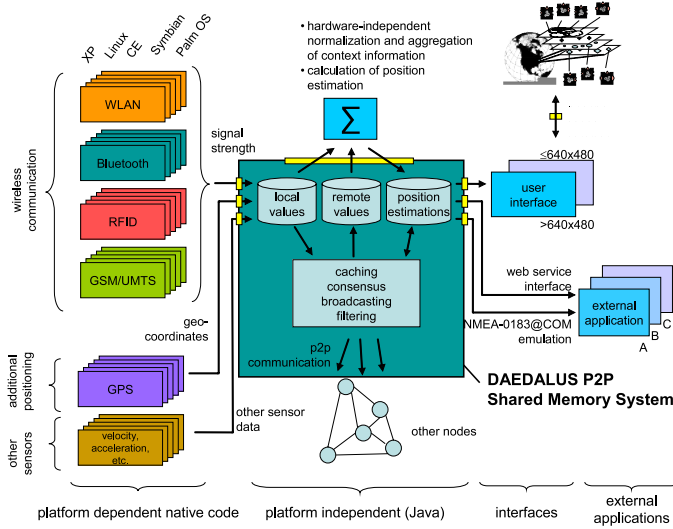 XP
Linux
CE
Symbian
Palm OS
• hardware-independent
normalization and aggregation
of context information
• calculation of position
estimation
wireless
communication
WLAN
Bluetooth
RFID
GSM/UMTS
signal
strength
Σ
local
values
remote
values
position
estimations
≤640x480
user
interface
>640x480
caching
consensus
broadcasting
filtering
web service
interface
external
application
A
B
C
NMEA-0183@COM
emulation
geo-
coordinates
p2p
communication
additional
positioning
GPS
DAEDALUS P2P
Shared Memory System
other
sensors
velocity,
acceleration,
etc.
other sensor
data
other nodes
platform dependent native code
platform independent (Java)
interfaces
external
applications